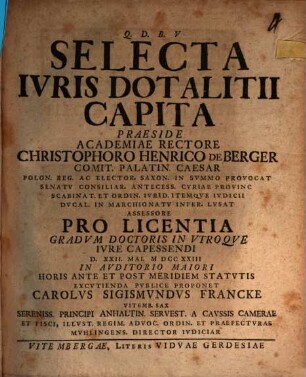 Q. D. B. V
SELECTA
IVRIS DOTALITII
CAPITA
PRAESIDE
ACADEMIAE RECTORE
CHRISTOPHORO HENRICO DE BERGER
COMIT. PALATIN. CAESAR
POLON. REG. AC ELECTOR. SAXON. IN SVMMO PROVOCAT
SENATV CONSILIAR. ANTECESS. CVRIAE PROVINC
SCABINAT. ET ORDIN. IVRID. ITEMQVE IVDICII
DVCAL. IN MARCHIONATV INFER. LVSAT
ASSESSORE
PRO LICENTIA
GRADVM DOCTORIS IN VTROQVE
IVRE CAPESSENDI
D. XXII. MAI. M DCC XXIII
IN AVDITORIO MAIORI
HORIS ANTE ET POST MERIDIEM STATVTIS
EXCVTIENDA PVBLICE PROPONET
CAROLVS SIGISMVNDVS FRANCKE
VITEMB. SAX
SERENISS. PRINCIPI ANHALTIN. SERVEST. A CAVSSIS CAMERAE
ET FISCI, ILLVST. REGIM. ADVOC. ORDIN. ET PRAEFECTVRAE
MVHLINGENS. DIRECTOR IVDICIAR
VITEMBERGAE, LITERIS VIDVAE GERDESIAE